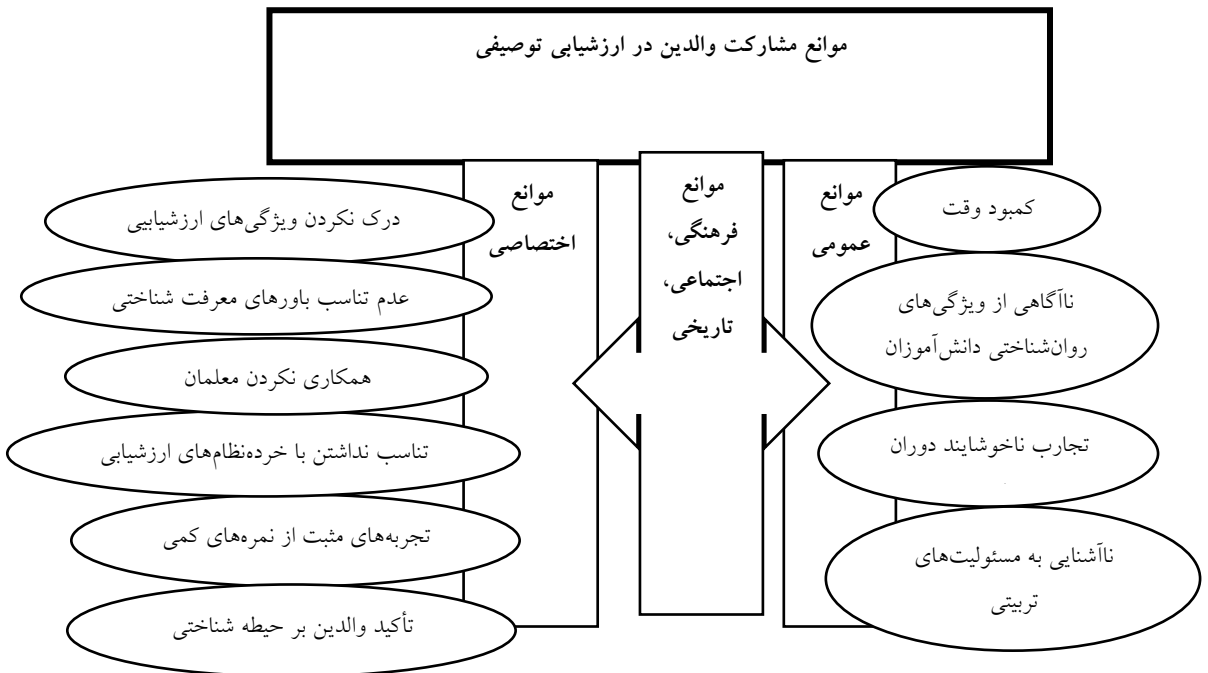 موانع مشارکت والدین در ارزشیابی توصیفی
موانع
عمومی
موانع
فرهنگی،
اجتماعی،
تاریخی
موانع
اختصاصی
کمبود وقت
ناآگاهی از ویژگی‌های
روان‌شناختی دانش‌آموزان
تجارب ناخوشایند دوران
ناآشنایی به مسئولیت‌های
تربیتی
درک نکردن ویژگی‌های ارزشیابیی
عدم تناسب باورهای معرفت شناختی
همکاری نکردن معلمان
تناسب نداشتن با خرده‌نظام‌های ارزشیابی
تجربه‌های مثبت از نمره‌های کمی
تأکید والدین بر حیطه شناختی